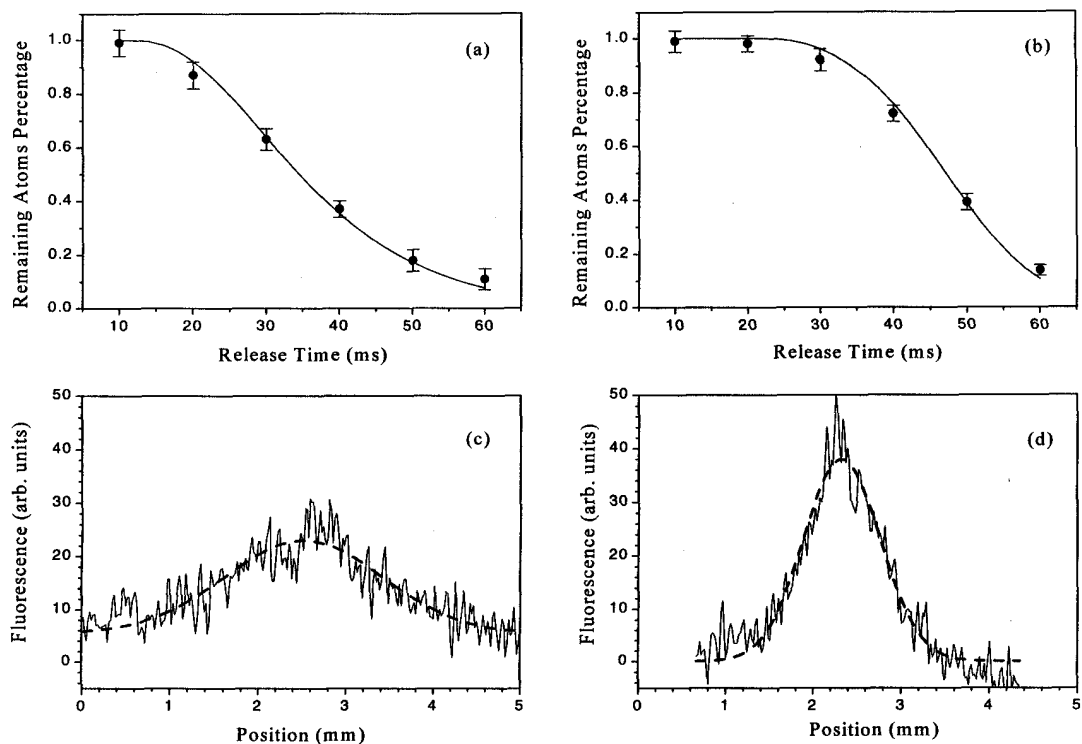 1.0
0.8
0.6
0.4
0.2
0.0
Remaining Atoms Percentage
(a)
10 20 30 40 50 60
Release Time (ms)
1.0
0.8
0.6
0.4
0.2
0.0
Remaining Atoms Percentage
(b)
10 20 30 40 50 60
Release Time (ms)
50
40
30
20
10
0
Fluorescence (arb. units)
(c)
0 1 2 3 4 5
Position (mm)
50
40
30
20
10
0
Fluorescence (arb. units)
(d)
0 1 2 3 4 5
Position (mm)